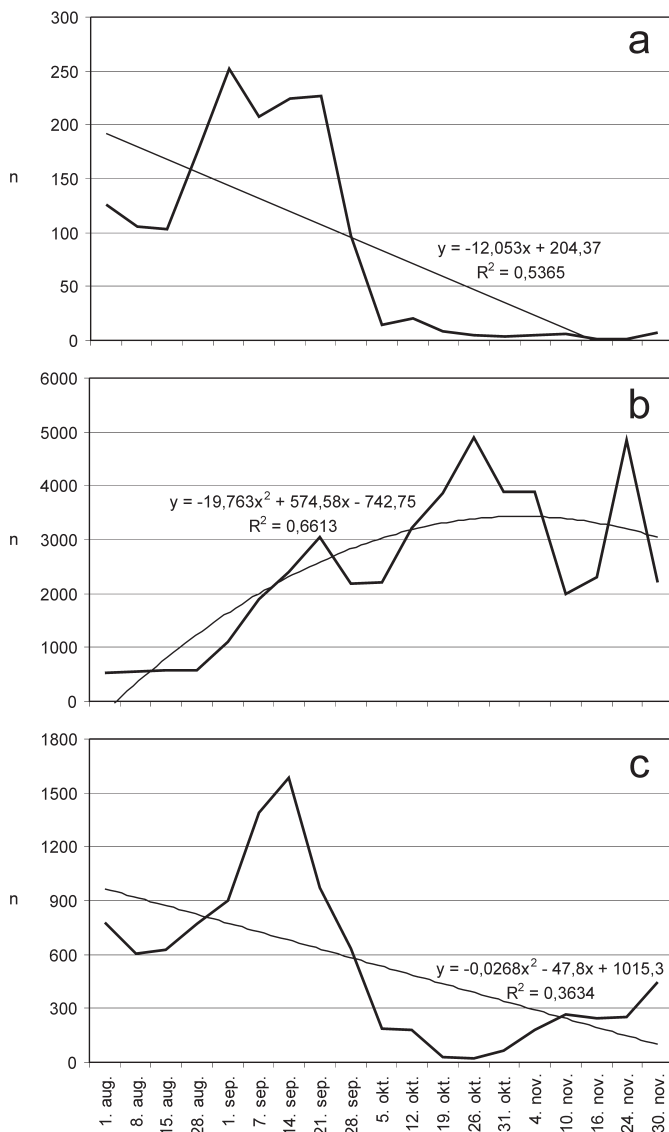 300
a
250
200
150
n
100
y = -12,053x + 204,37
R² = 0,5365
50
0
6000
b
5000
4000
y = -19,763x² + 574,58x - 742,75
R² = 0,6613
n
3000
2000
1000
0
1800
c
1500
1200
n
900
600
y = -0,0268x² - 47,8x + 1015,3
R² = 0,3634
300
0
1. aug.
8. aug.
15. aug.
28. aug.
1. sep.
7. sep.
14. sep.
21. sep.
28. sep.
5. okt.
12. okt.
19. okt.
26. okt.
31. okt.
4. nov.
10. nov.
16. nov.
24. nov.
30. nov.